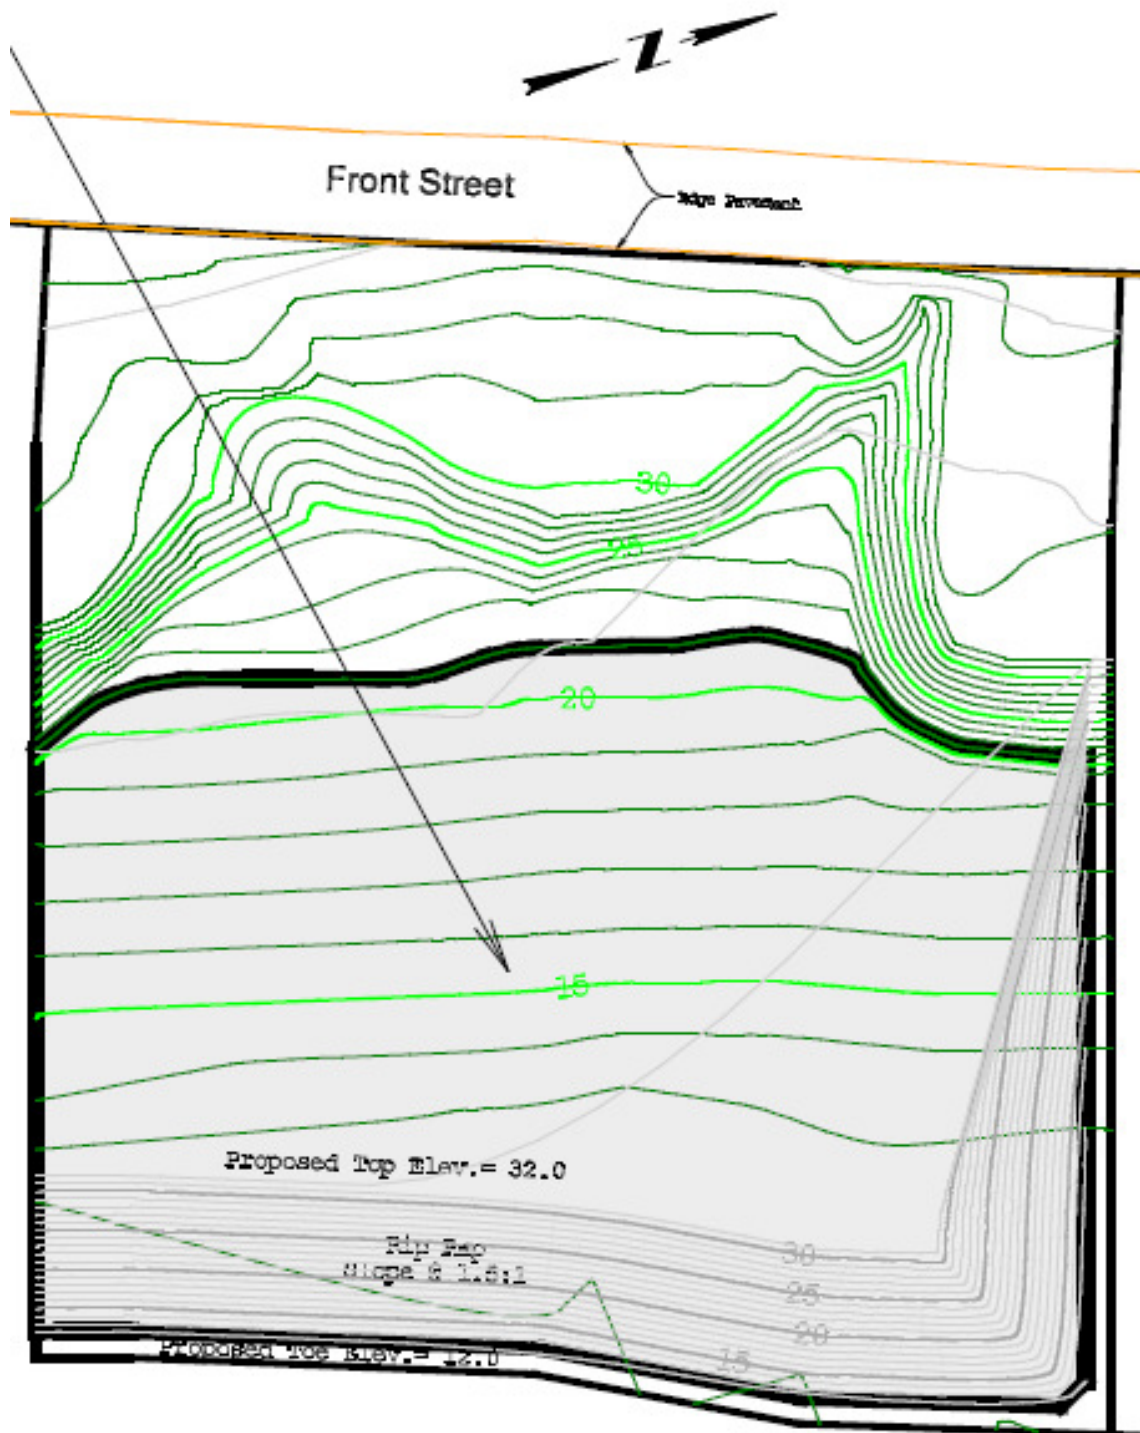 Z
Front Street
Edge Pavement
30
25
20
15
Proposed Top Elev.= 32.0
Rip Rap
Slope @ 1.5:1
30
25
20
15
Proposed Toe Elev.= 12.0